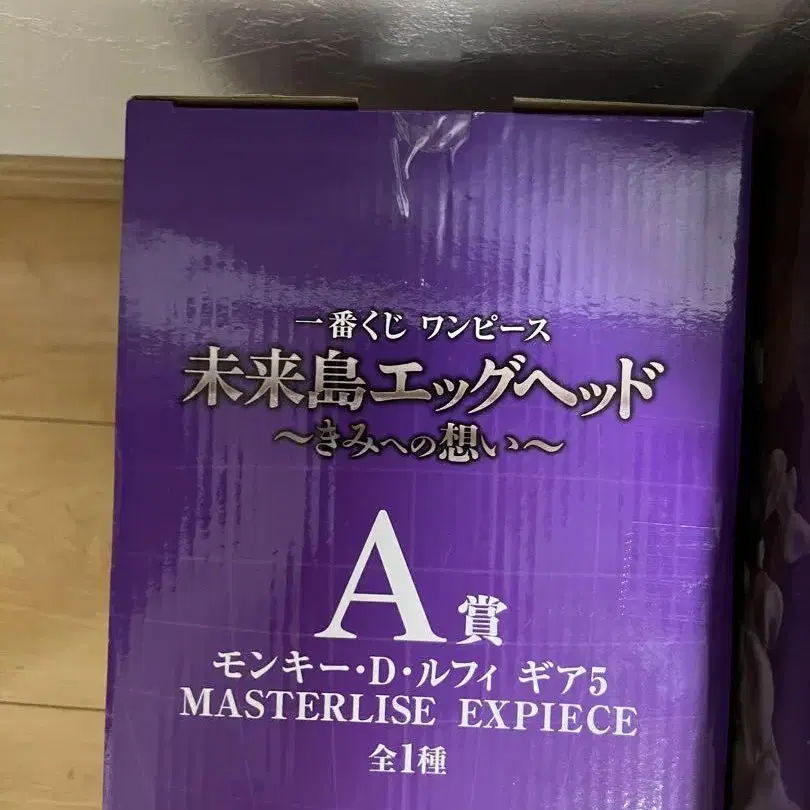 一番くじ ワンピース
未来島エッグヘッド
～きみへの想い～
A賞
モンキー・D・ルフィ ギア5
MASTERLISE EXPIECE
全1種